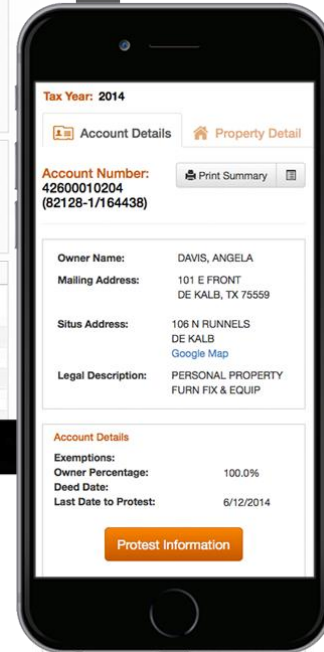 Tax Year: 2014
Account Details
Property Detail
Account Number:
42600010204
(82128-1/164438)
Print Summary
Owner Name: DAVIS, ANGELA
Mailing Address: 101 E FRONT
DE KALB, TX 75559
Situs Address: 106 N RUNNELS
DE KALB
Google Map
Legal Description: PERSONAL PROPERTY
FURN FIX & EQUIP
Account Details
Exemptions:
Owner Percentage: 100.0%
Deed Date:
Last Date to Protest: 6/12/2014
Protest Information